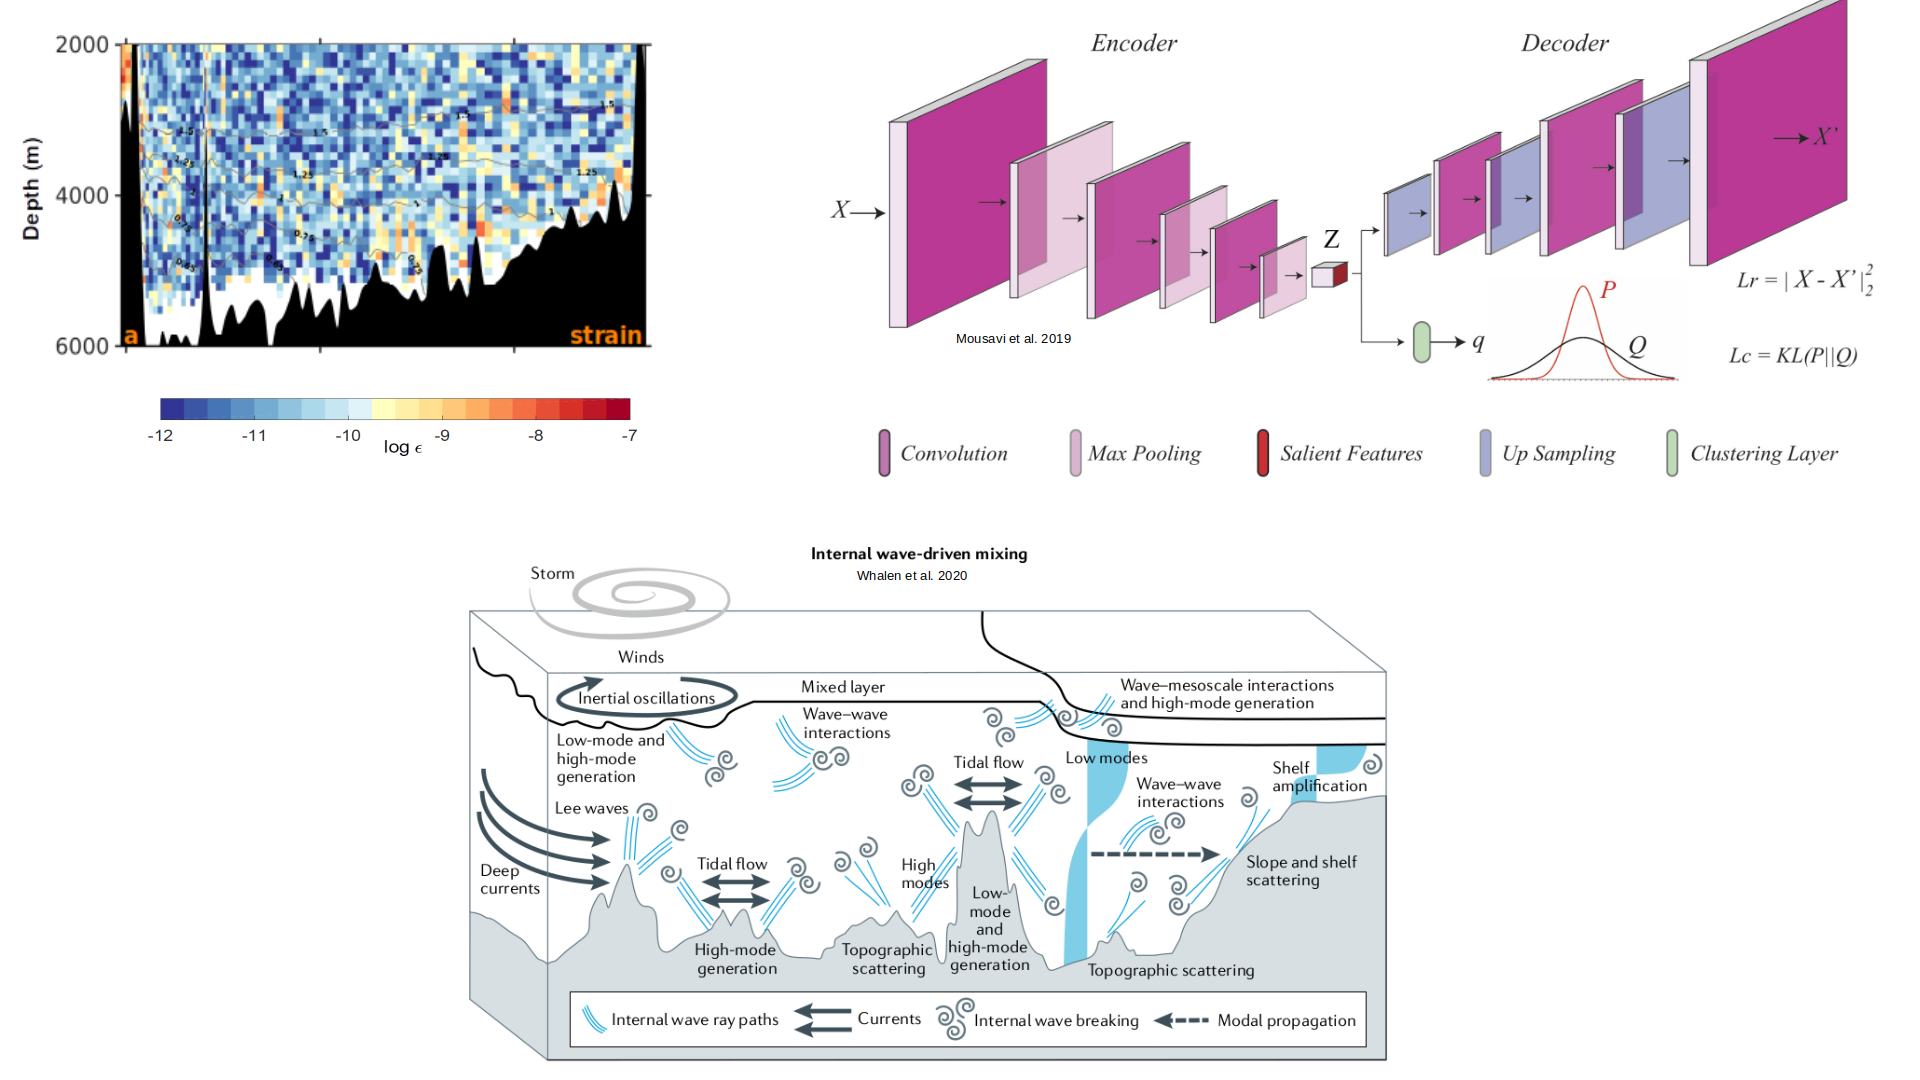 2000
4000
6000
Depth (m)
1.5
1.5
1.5
1.5
1.25
1.25
1.25
1.25
1
1
1
1
0.75
0.75
0.75
0.65
0.65
a
strain
-12
-11
-10
-9
-8
-7
log ϵ
Encoder
Decoder
X
X'
Z
q
P
Q
Lr = | X - X' |²₂
Lc = KL(P||Q)
Mousavi et al. 2019
Convolution
Max Pooling
Salient Features
Up Sampling
Clustering Layer
Internal wave-driven mixing
Whalen et al. 2020
Storm
Winds
Inertial oscillations
Mixed layer
Wave–mesoscale interactions
and high-mode generation
Wave–wave
interactions
Low-mode and
high-mode
generation
Tidal flow
Low modes
Shelf
amplification
Wave–wave
interactions
Lee waves
Deep
currents
Tidal flow
High
modes
Slope and shelf
scattering
Low-
mode
and
high-mode
generation
High-mode
generation
Topographic
scattering
Topographic scattering
Internal wave ray paths
Currents
Internal wave breaking
Modal propagation